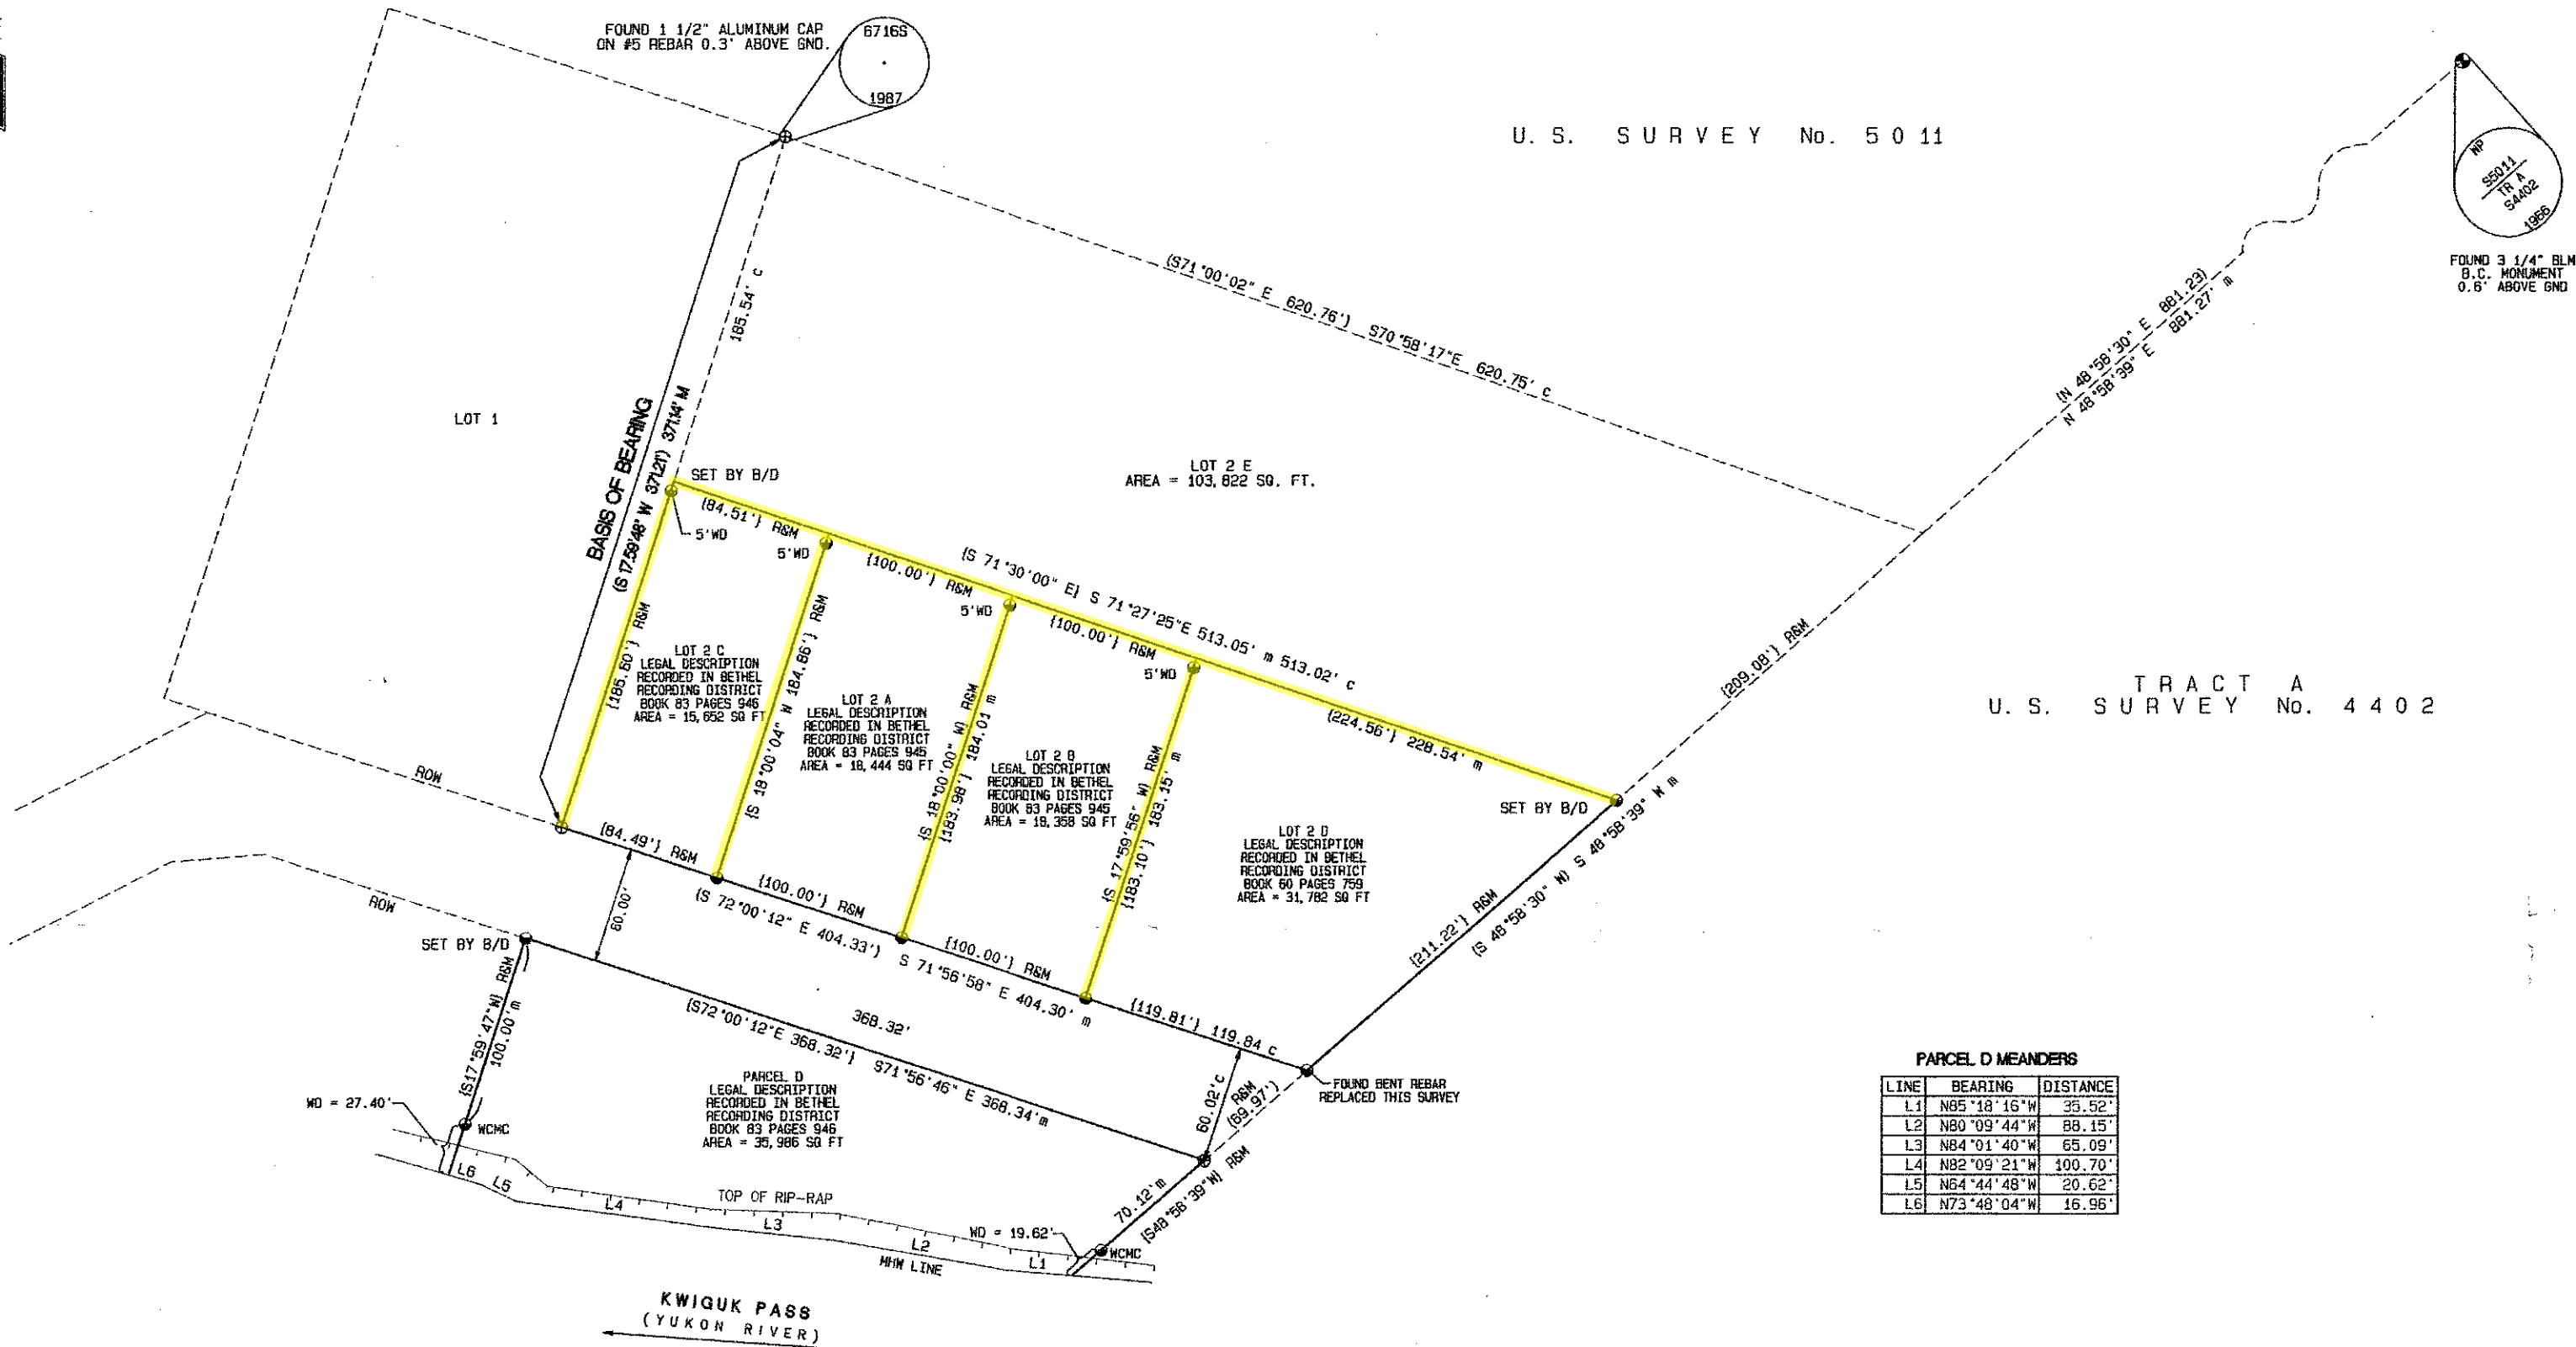 FOUND 1 1/2" ALUMINUM CAP
ON #5 REBAR 0.3' ABOVE GND.
6716S
1987
U. S. SURVEY No. 5 0 11
WP
S5011
TR A
S4402
1966
FOUND 3 1/4" BLM
B.C. MONUMENT
0.6' ABOVE GND
185.54' c
(S71°00'02" E 620.76') S70°58'17"E 620.75' c
(N 48°58'30" E 881.23)
N 48°58'39" E 881.27' m
LOT 1
BASIS OF BEARING
(S 17.59'48" W 371.21') 371.14' M
LOT 2 E
AREA = 103,822 SQ. FT.
SET BY B/D
5'WD
{84.51'} R&M
5'WD
{100.00'} R&M
5'WD
{S 71°30'00" E} S 71°27'25"E 513.05' m 513.02' c
{100.00'} R&M
5'WD
{224.56'} 228.54' m
{209.08'} R&M
{185.60'} R&M
LOT 2 C
LEGAL DESCRIPTION
RECORDED IN BETHEL
RECORDING DISTRICT
BOOK 83 PAGES 946
AREA = 15,652 SQ FT
{S 18°00'04" W 184.86'} R&M
LOT 2 A
LEGAL DESCRIPTION
RECORDED IN BETHEL
RECORDING DISTRICT
BOOK 83 PAGES 945
AREA = 18,444 SQ FT
{S 18°00'00" W} R&M
{183.98'} 184.01 m
LOT 2 B
LEGAL DESCRIPTION
RECORDED IN BETHEL
RECORDING DISTRICT
BOOK 83 PAGES 945
AREA = 18,358 SQ FT
{S 17°59'56" W} R&M
{183.10'} 183.15' m
LOT 2 D
LEGAL DESCRIPTION
RECORDED IN BETHEL
RECORDING DISTRICT
BOOK 60 PAGES 759
AREA = 31,782 SQ FT
SET BY B/D
TRACT A
U. S. SURVEY No. 4 4 0 2
{211.22'} R&M
(S 48°58'30" W) S 48°58'39" W m
ROW
ROW
{84.49'} R&M
{100.00'} R&M
(S 72°00'12" E 404.33') S 71°56'58" E 404.30' m
{100.00'} R&M
{119.81'} 119.84 c
60.00'
SET BY B/D
{S17°59'47"W} R&M
100.00'm
{S72°00'12"E 368.32'} S71°56'46" E 368.34'm
368.32'
PARCEL D
LEGAL DESCRIPTION
RECORDED IN BETHEL
RECORDING DISTRICT
BOOK 83 PAGES 946
AREA = 35,986 SQ FT
60.02'c
R&M
(69.97')
FOUND BENT REBAR
REPLACED THIS SURVEY
WD = 27.40'
WCMC
L6
L5
L4
TOP OF RIP-RAP
L3
L2
WD = 19.62'
L1
WCMC
MHW LINE
70.12'm
{S48°58'39"W} R&M
KWIGUK PASS
(YUKON RIVER)
PARCEL D MEANDERS
LINE BEARING DISTANCE
L1 N85°18'16"W 35.52'
L2 N80°09'44"W 88.15'
L3 N84°01'40"W 65.09'
L4 N82°09'21"W 100.70'
L5 N64°44'48"W 20.62'
L6 N73°48'04"W 16.96'